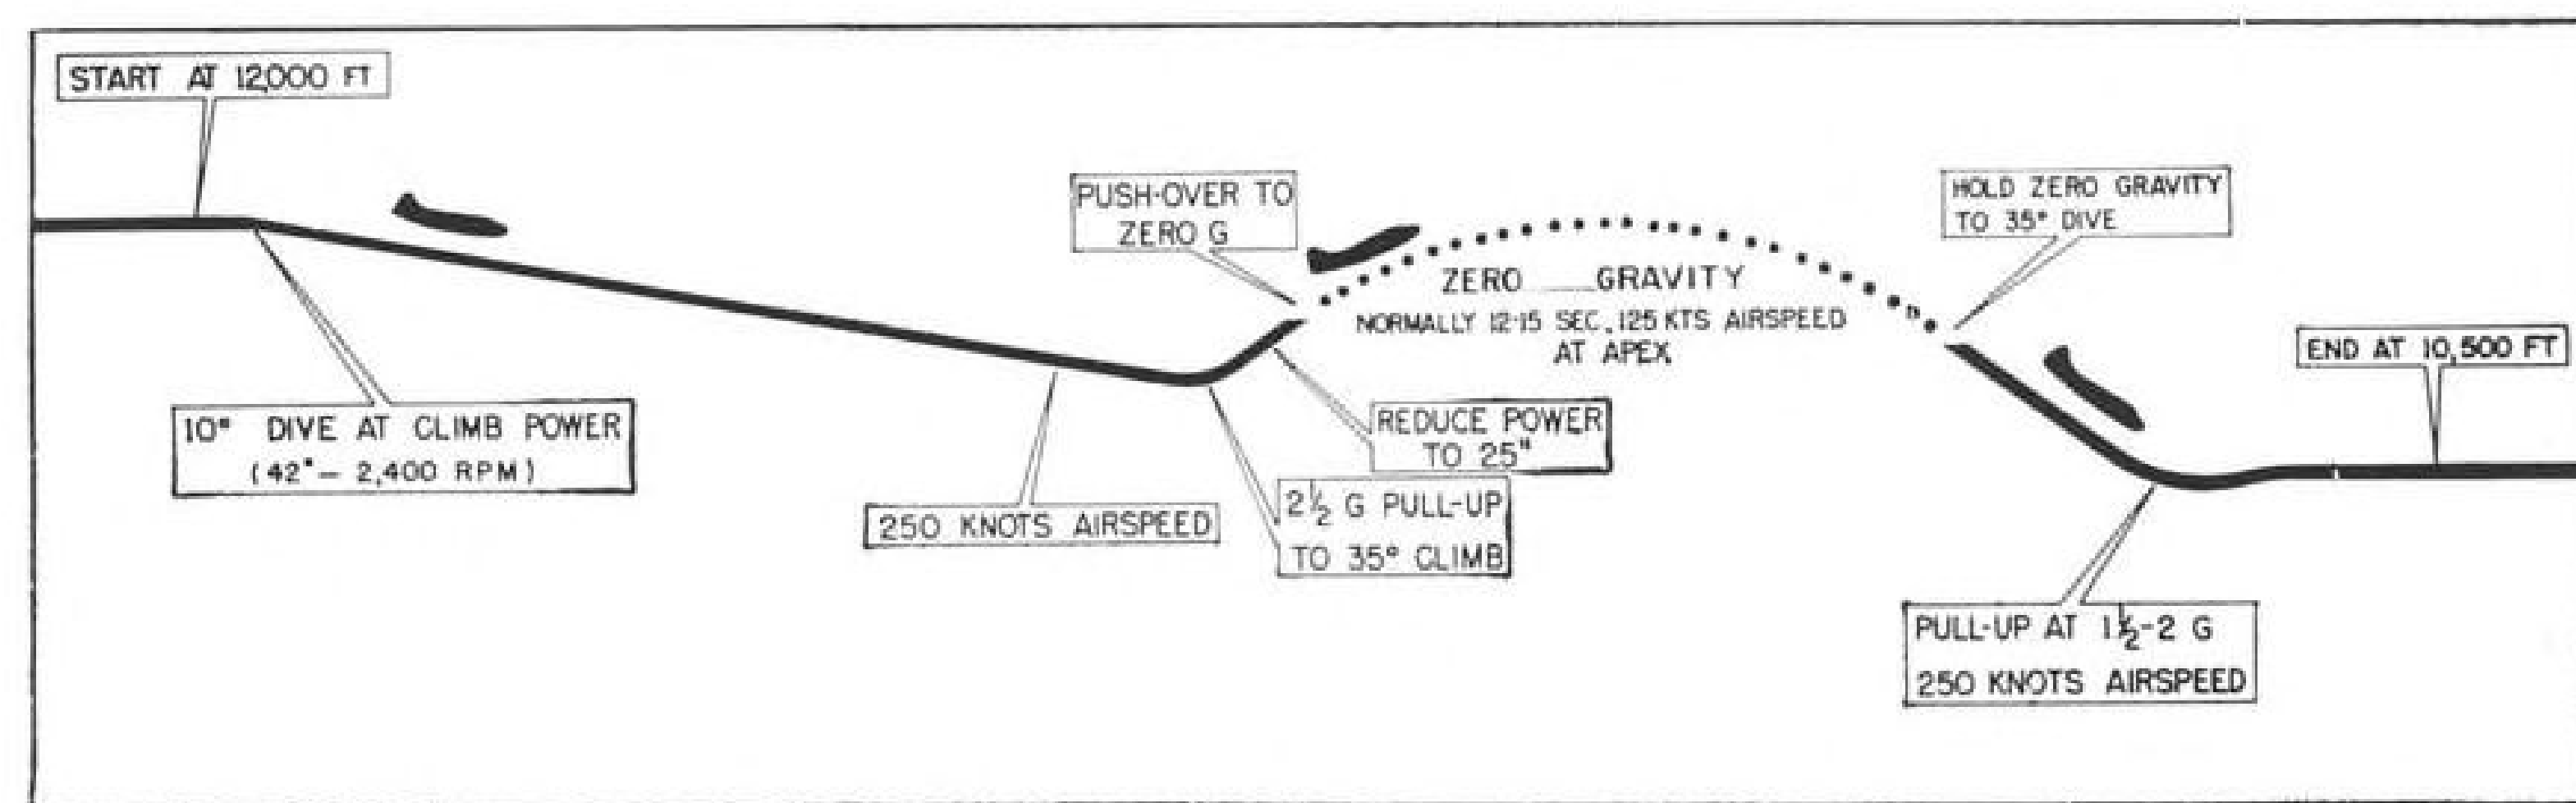 START AT 12,000 FT
10° DIVE AT CLIMB POWER
(42" — 2,400 RPM)
250 KNOTS AIRSPEED
PUSH-OVER TO
ZERO G
2½ G PULL-UP
TO 35° CLIMB
REDUCE POWER
TO 25"
ZERO GRAVITY
NORMALLY 12-15 SEC, 125 KTS AIRSPEED
AT APEX
HOLD ZERO GRAVITY
TO 35° DIVE
PULL-UP AT 1½-2 G
250 KNOTS AIRSPEED
END AT 10,500 FT